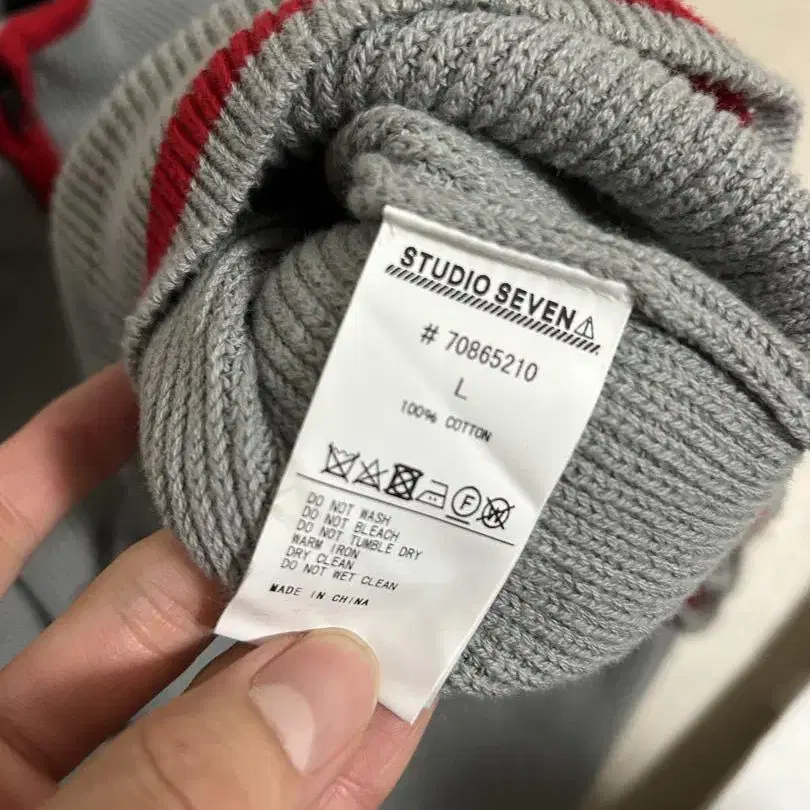 STUDIO SEVEN
# 70865210
L
100% COTTON
F W
DO NOT WASH
DO NOT BLEACH
DO NOT TUMBLE DRY
WARM IRON
DRY CLEAN
DO NOT WET CLEAN
MADE IN CHINA